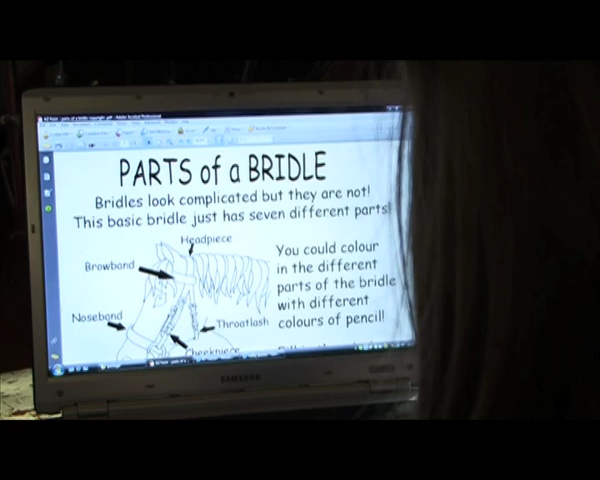 PARTS of a BRIDLE
Bridles look complicated but they are not!
This basic bridle just has seven different parts!
Headpiece
Browband
Noseband
Throatlash
Cheekpiece
You could colour
in the different
parts of the bridle
with different
colours of pencil!
SAMSUNG